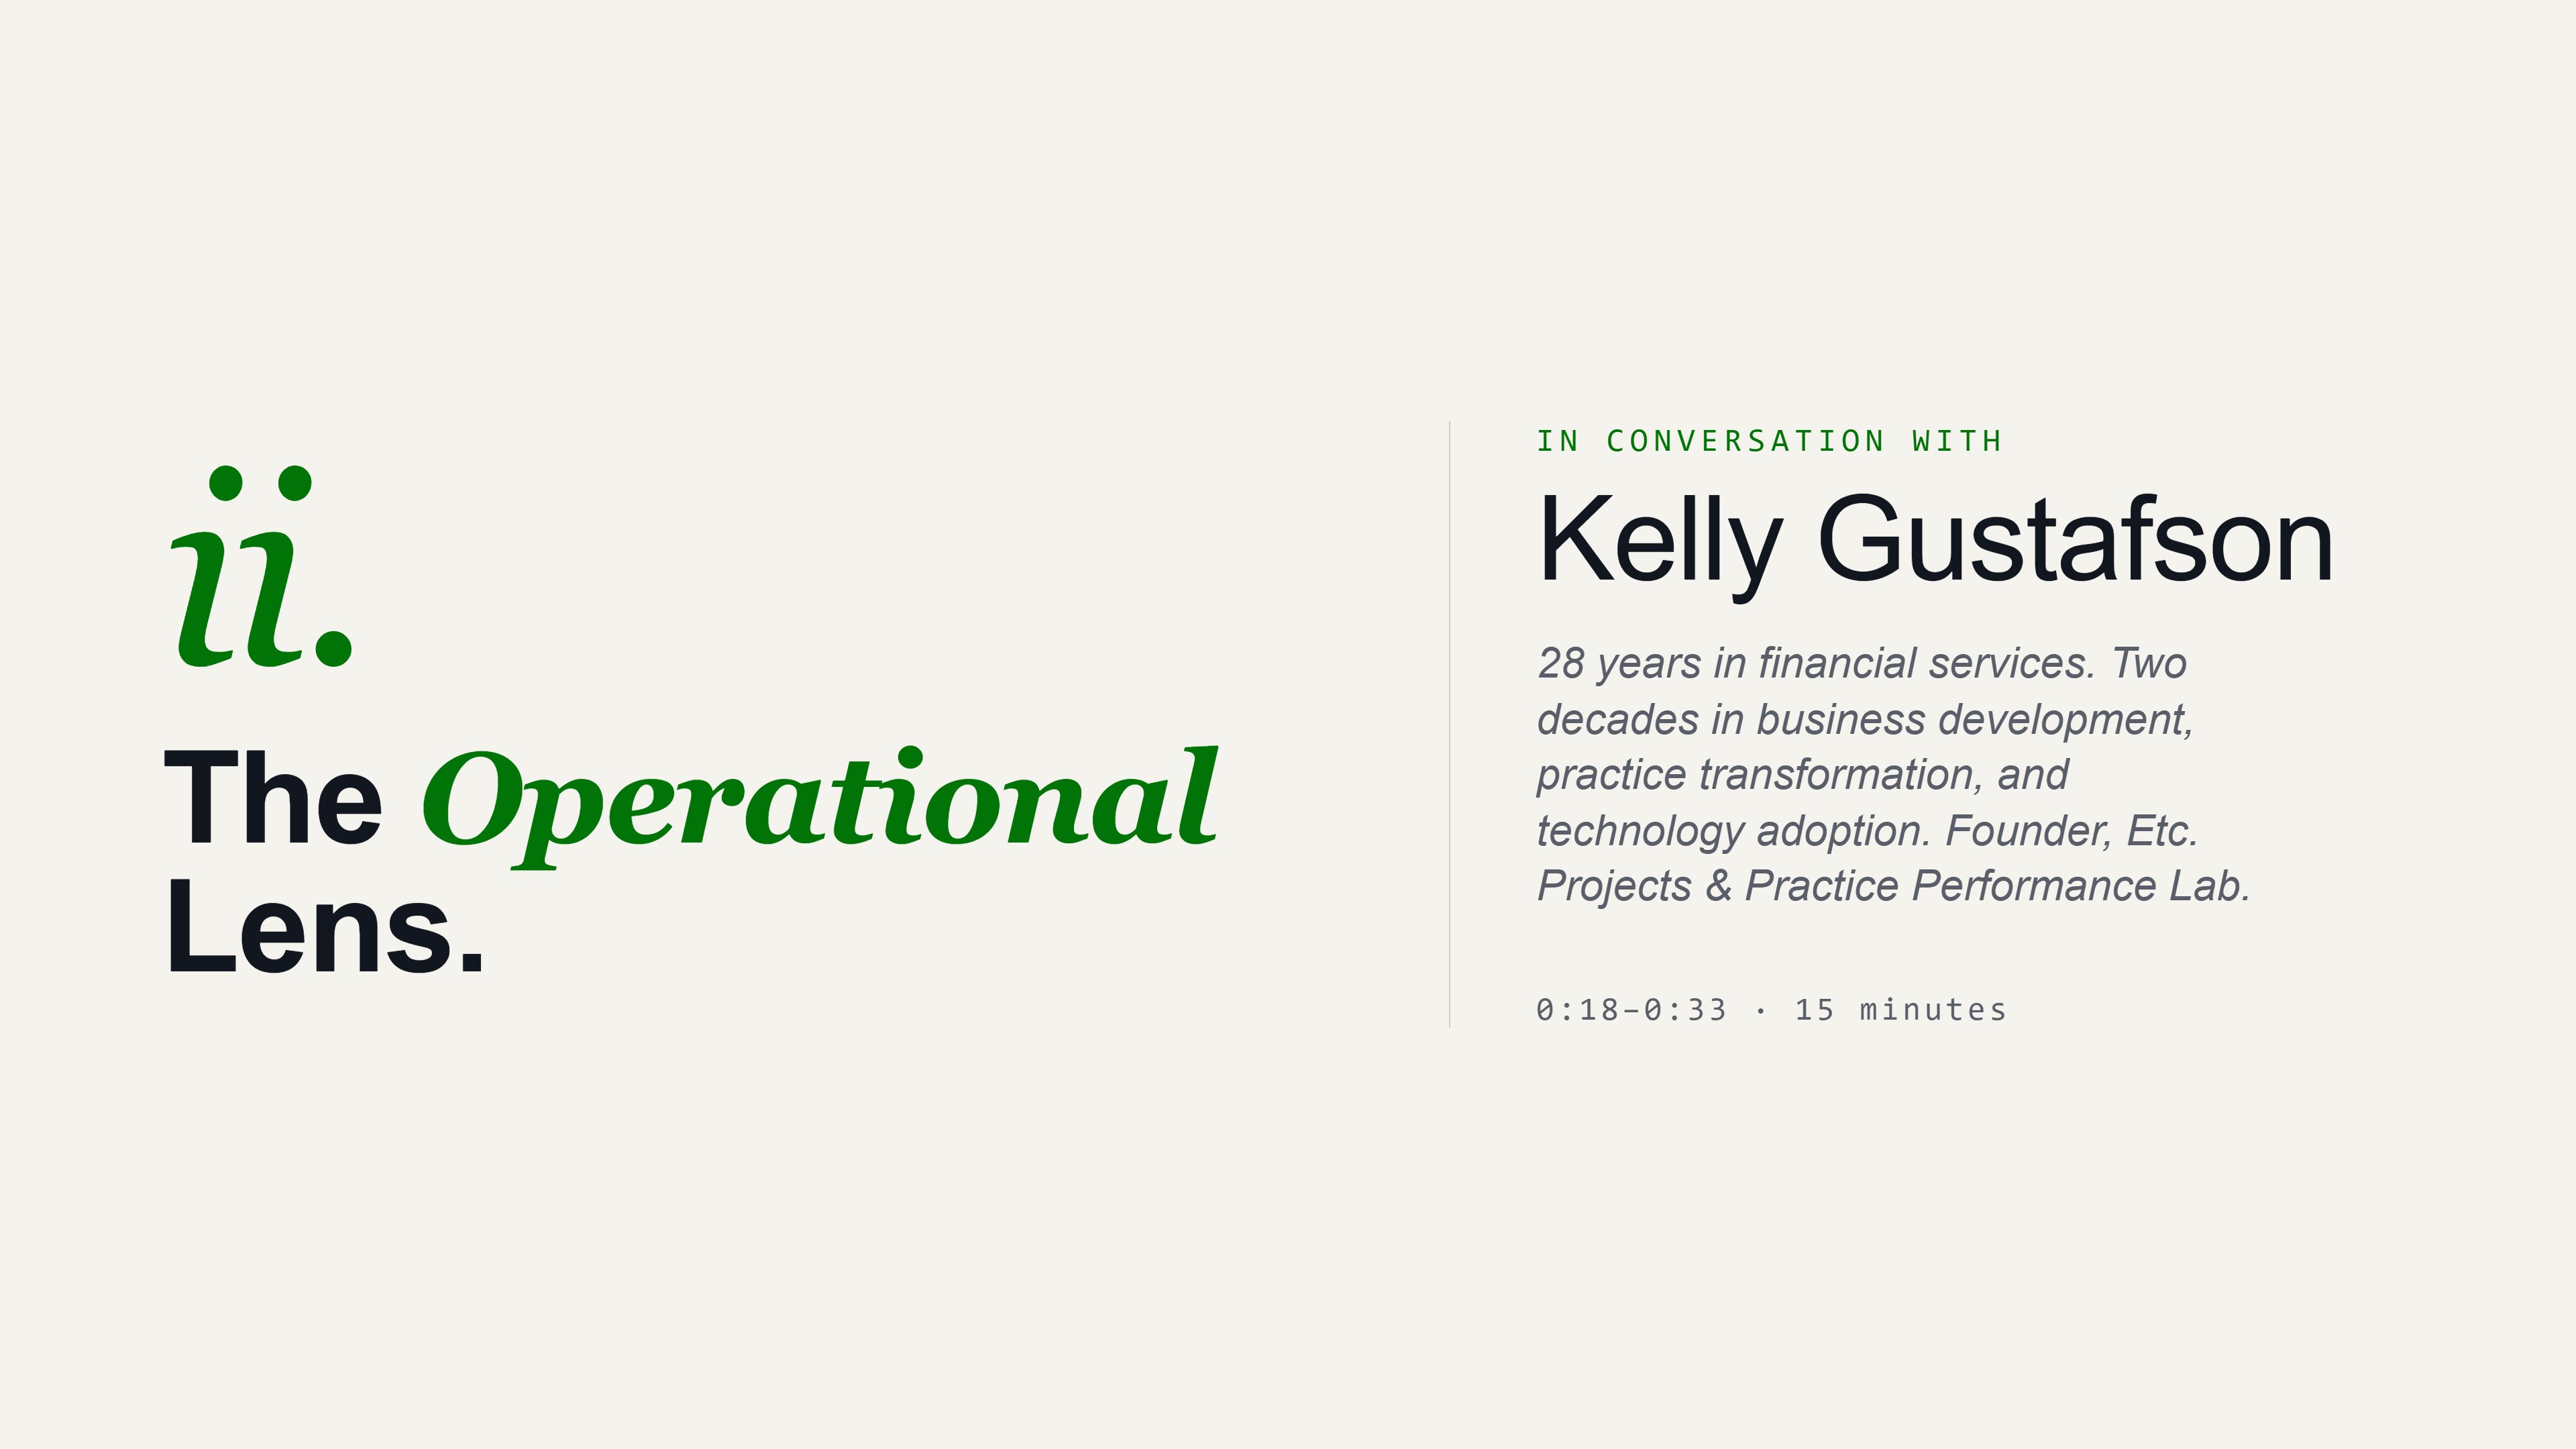 ii.
The Operational
Lens.
IN CONVERSATION WITH
Kelly Gustafson
28 years in financial services. Two
decades in business development,
practice transformation, and
technology adoption. Founder, Etc.
Projects & Practice Performance Lab.
0:18–0:33 · 15 minutes